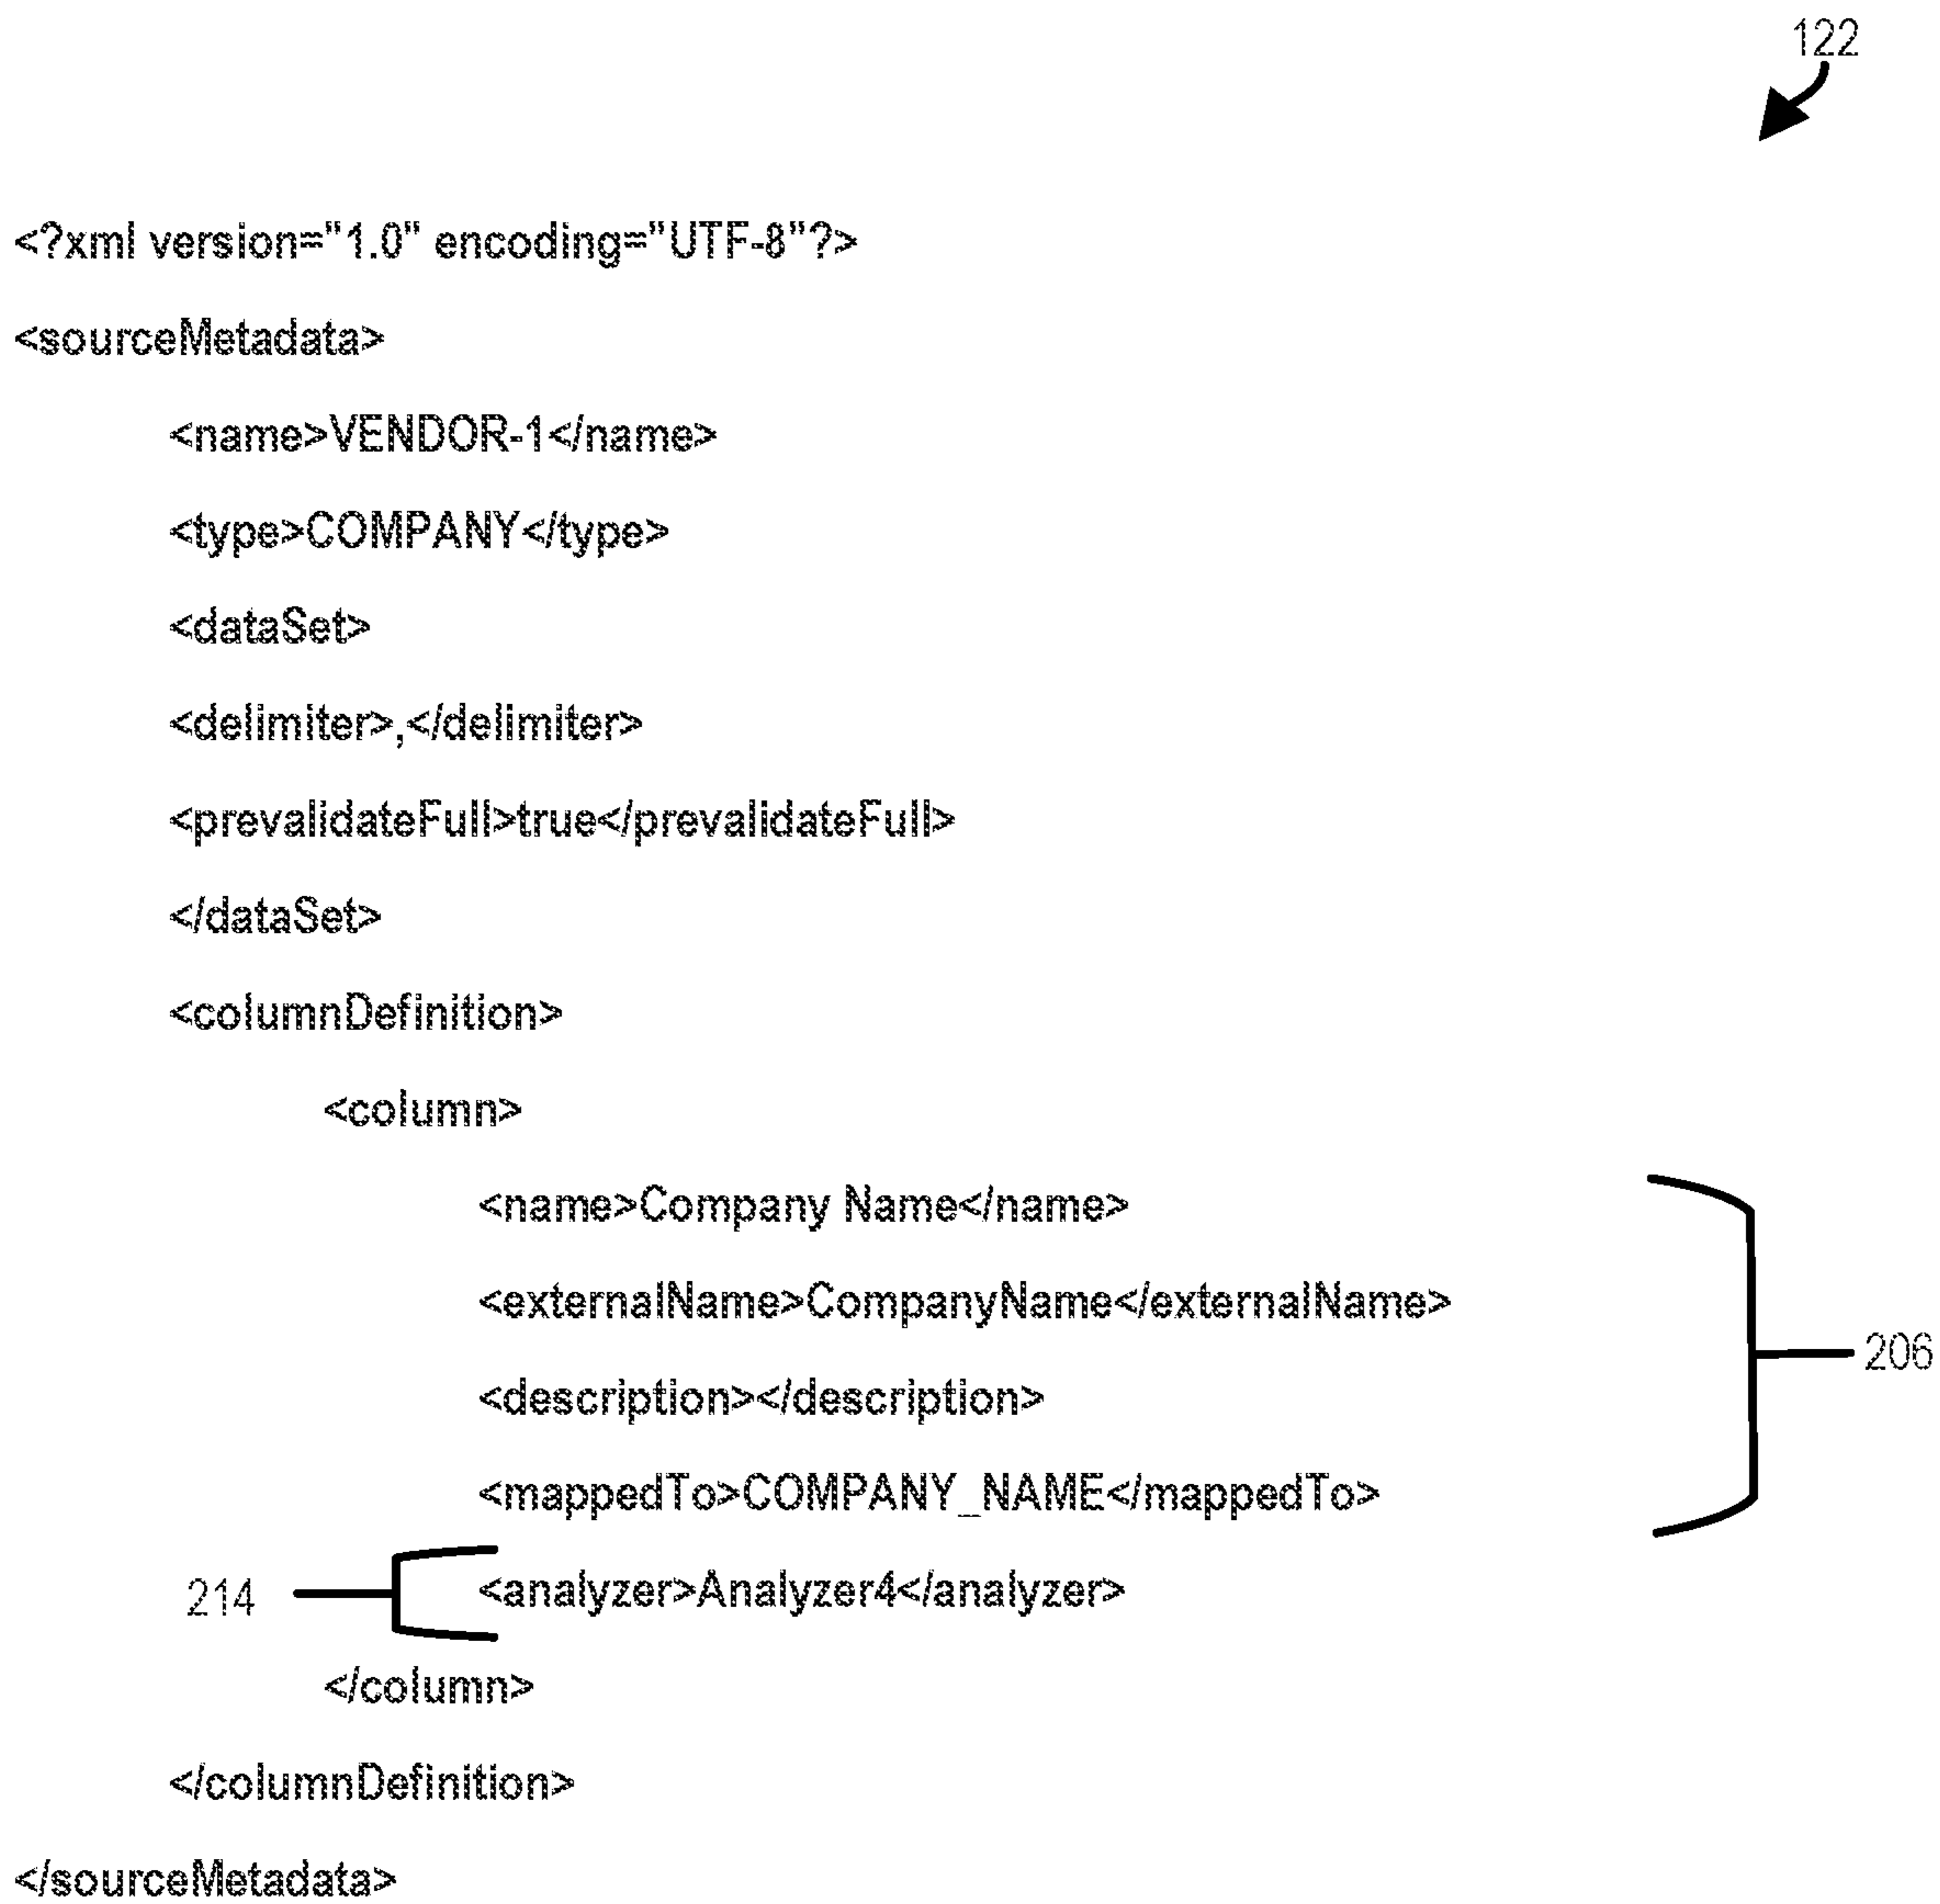 122
<?xml version="1.0" encoding="UTF-8"?>
<sourceMetadata>
<name>VENDOR-1</name>
<type>COMPANY</type>
<dataSet>
<delimiter>,</delimiter>
<prevalidateFull>true</prevalidateFull>
</dataSet>
<columnDefinition>
<column>
<name>Company Name</name>
<externalName>CompanyName</externalName>
206
<description></description>
<mappedTo>COMPANY_NAME</mappedTo>
214 <analyzer>Analyzer4</analyzer>
</column>
</columnDefinition>
</sourceMetadata>